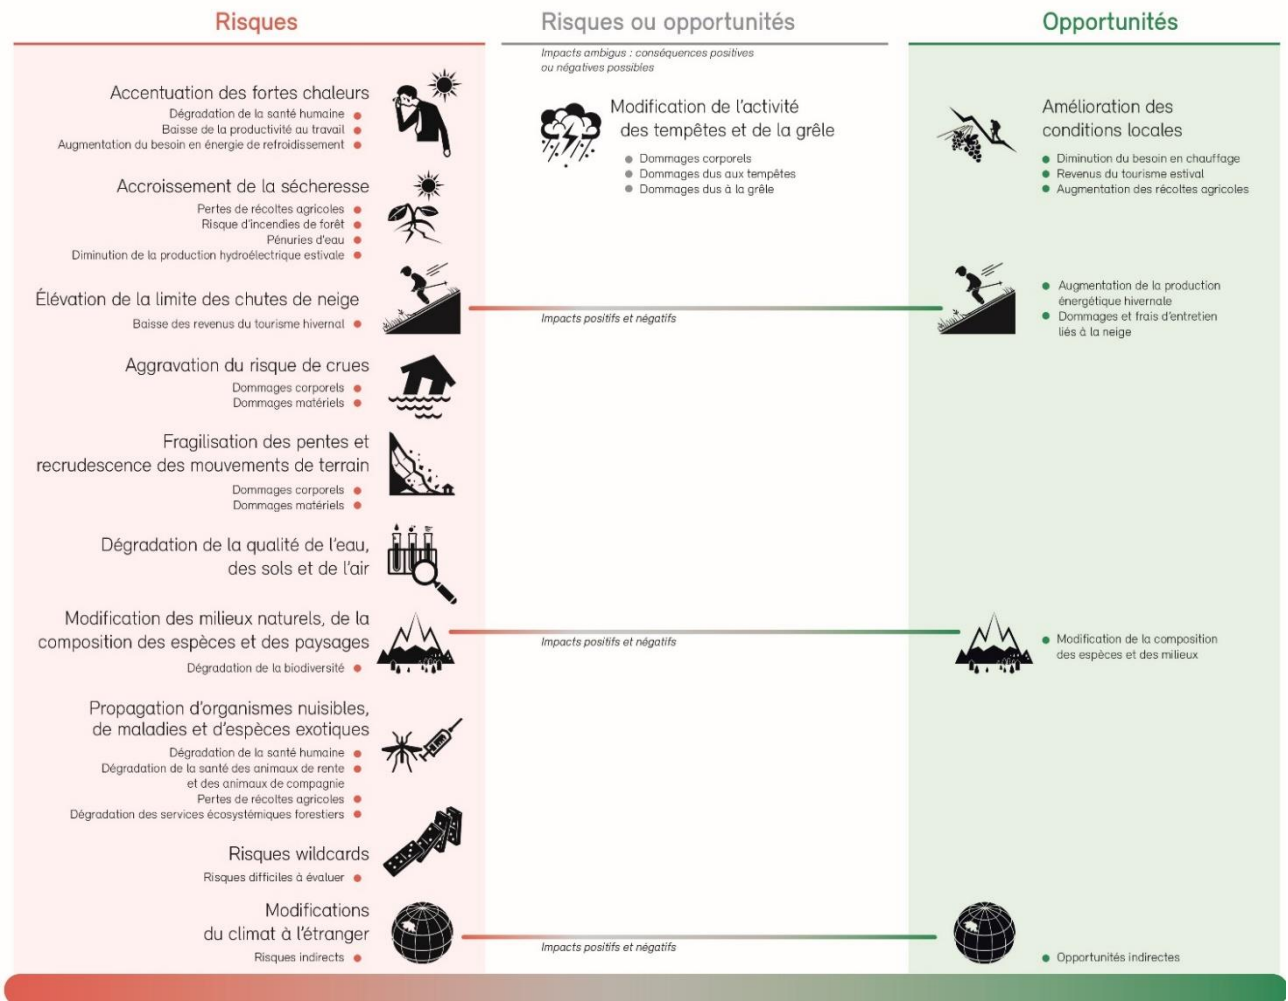 Risques
Accentuation des fortes chaleurs
Dégradation de la santé humaine
Baisse de la productivité au travail
Augmentation du besoin en énergie de refroidissement
Accroissement de la sécheresse
Pertes de récoltes agricoles
Risque d'incendies de forêt
Pénuries d'eau
Diminution de la production hydroélectrique estivale
Élévation de la limite des chutes de neige
Baisse des revenus du tourisme hivernal
Aggravation du risque de crues
Dommages corporels
Dommages matériels
Fragilisation des pentes et
recrudescence des mouvements de terrain
Dommages corporels
Dommages matériels
Dégradation de la qualité de l'eau,
des sols et de l'air
Modification des milieux naturels, de la
composition des espèces et des paysages
Dégradation de la biodiversité
Propagation d'organismes nuisibles,
de maladies et d'espèces exotiques
Dégradation de la santé humaine
Dégradation de la santé des animaux de rente
et des animaux de compagnie
Pertes de récoltes agricoles
Dégradation des services écosystémiques forestiers
Risques wildcards
Risques difficiles à évaluer
Modifications
du climat à l'étranger
Risques indirects
Risques ou opportunités
Impacts ambigus : conséquences positives
ou négatives possibles
Modification de l'activité
des tempêtes et de la grêle
Dommages corporels
Dommages dus aux tempêtes
Dommages dus à la grêle
Impacts positifs et négatifs
Impacts positifs et négatifs
Impacts positifs et négatifs
Opportunités
Amélioration des
conditions locales
Diminution du besoin en chauffage
Revenus du tourisme estival
Augmentation des récoltes agricoles
Augmentation de la production
énergétique hivernale
Dommages et frais d'entretien
liés à la neige
Modification de la composition
des espèces et des milieux
Opportunités indirectes